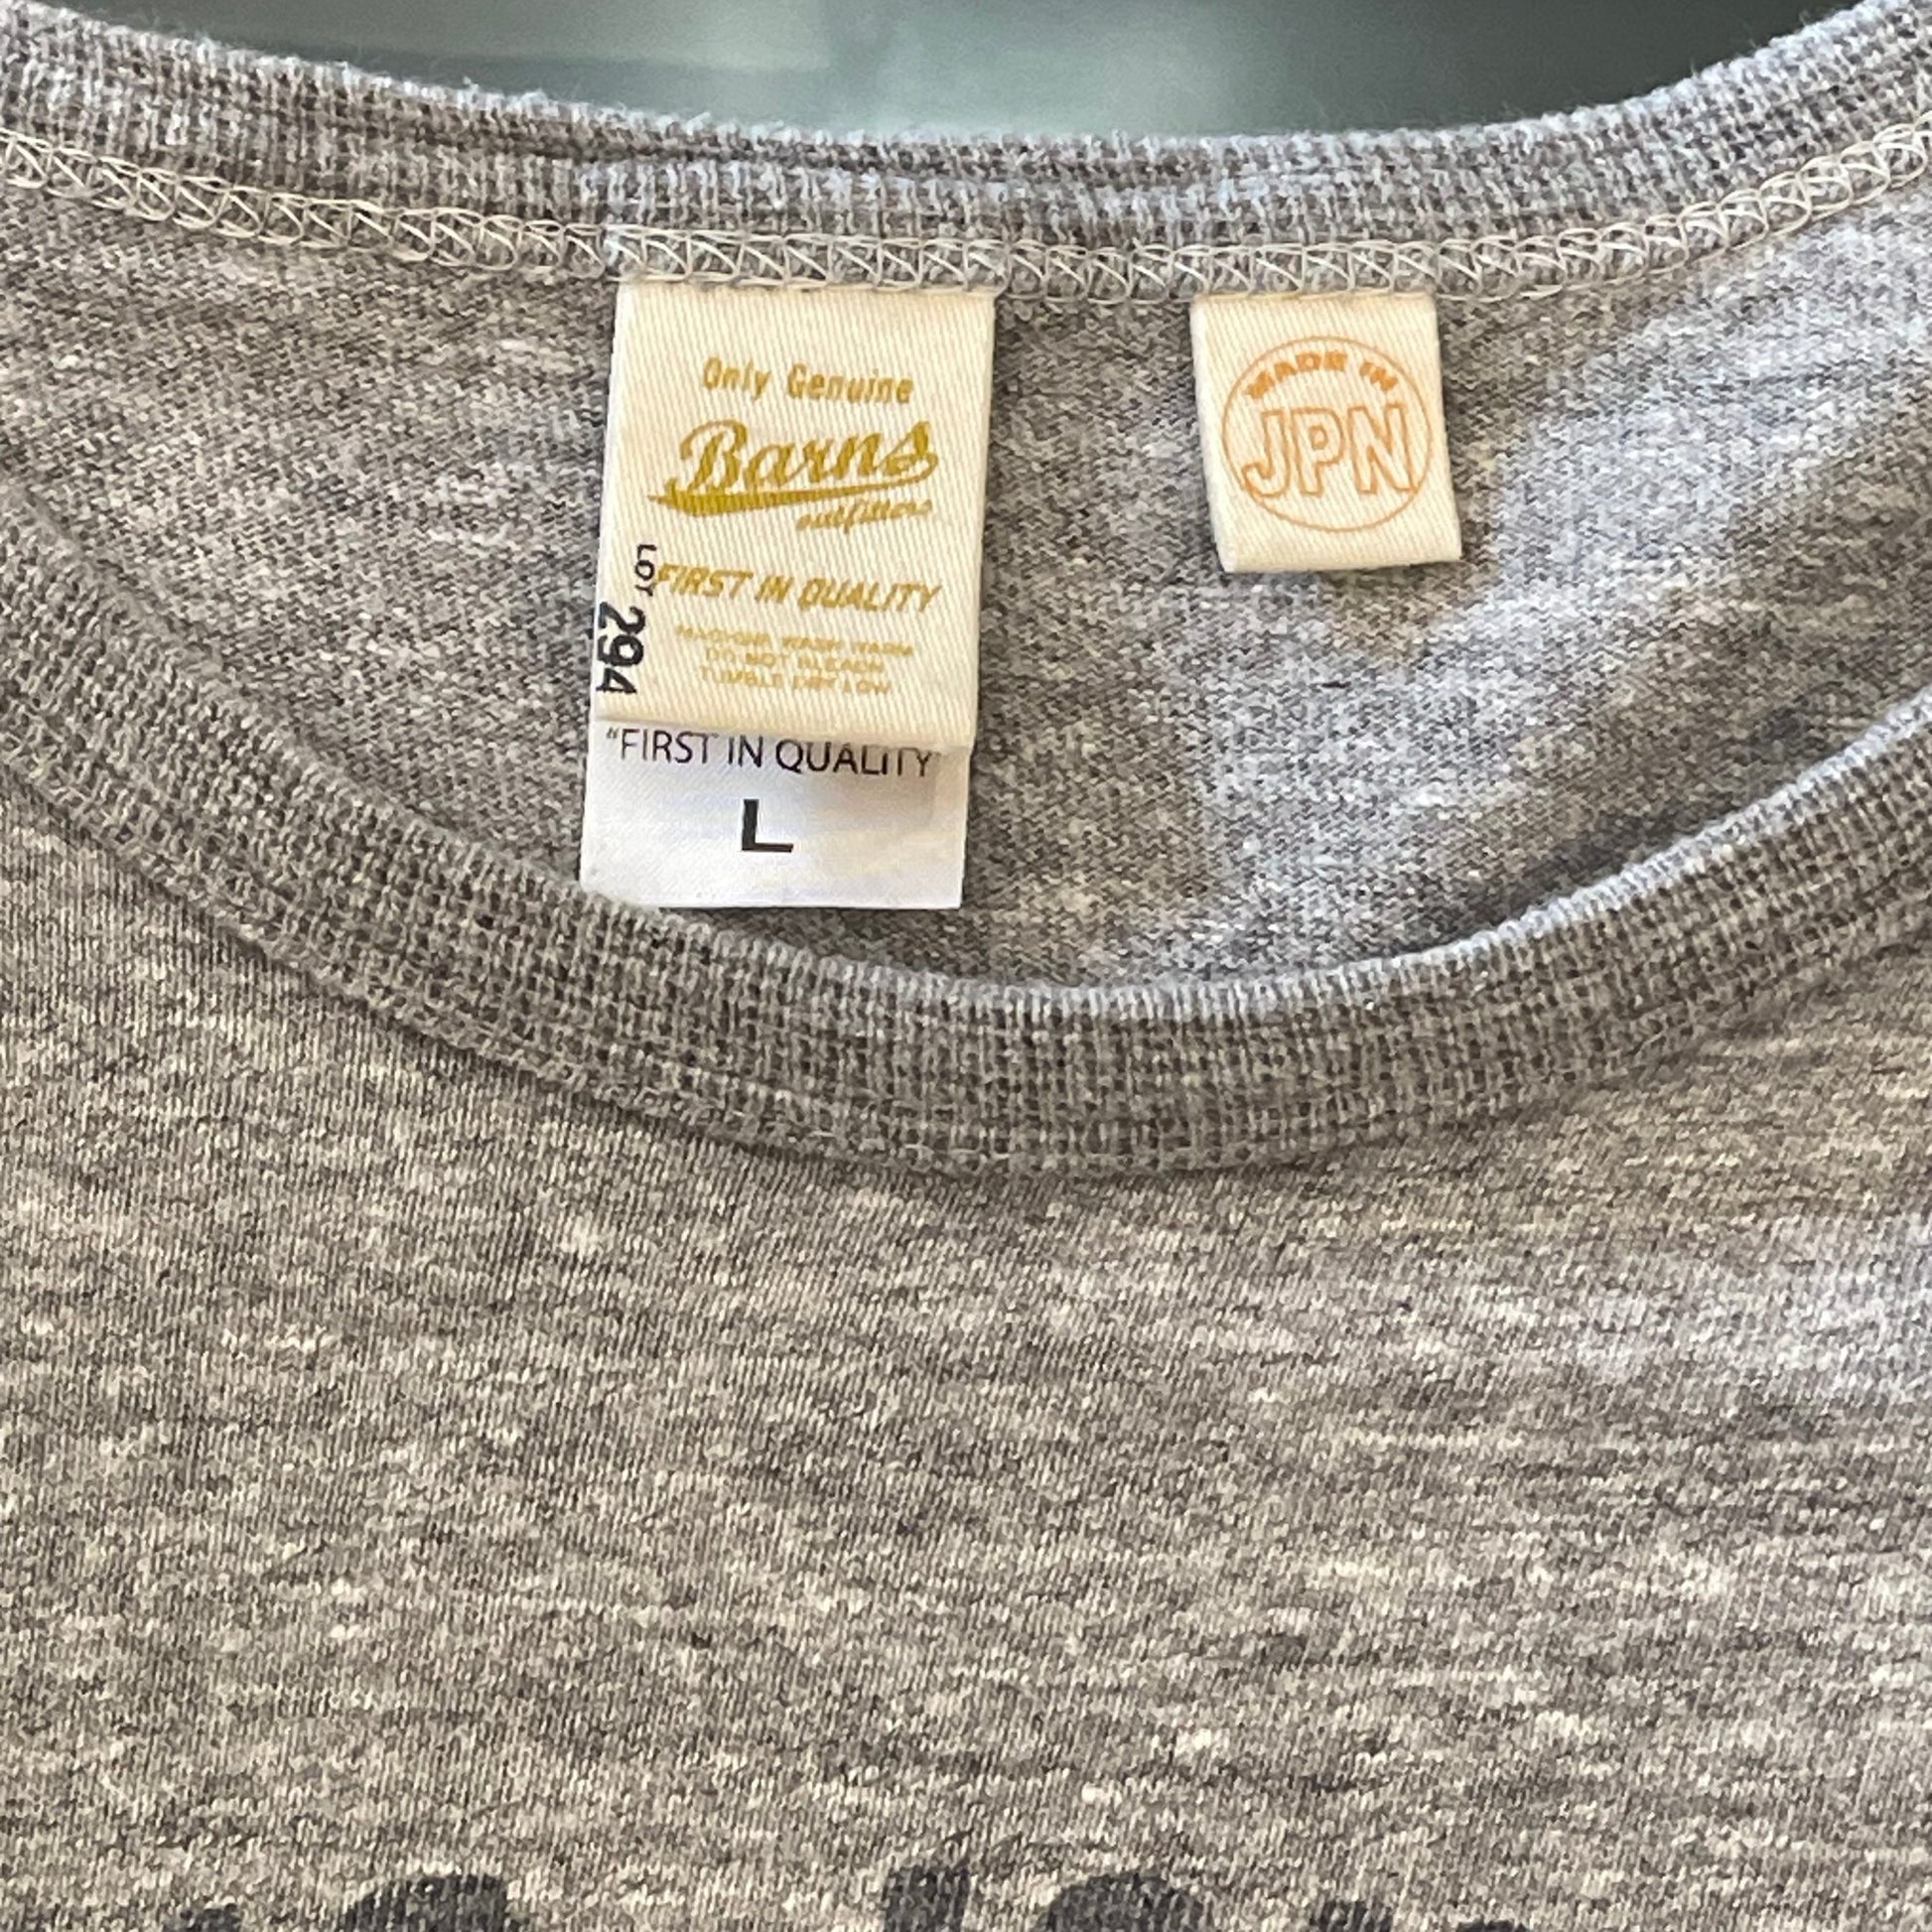 Only Genuine
Barns
outfitters
FIRST IN QUALITY
MACHINE WASH WARM
DO NOT BLEACH
TUMBLE DRY LOW
LOT 294
"FIRST IN QUALITY"
L
MADE IN
JPN